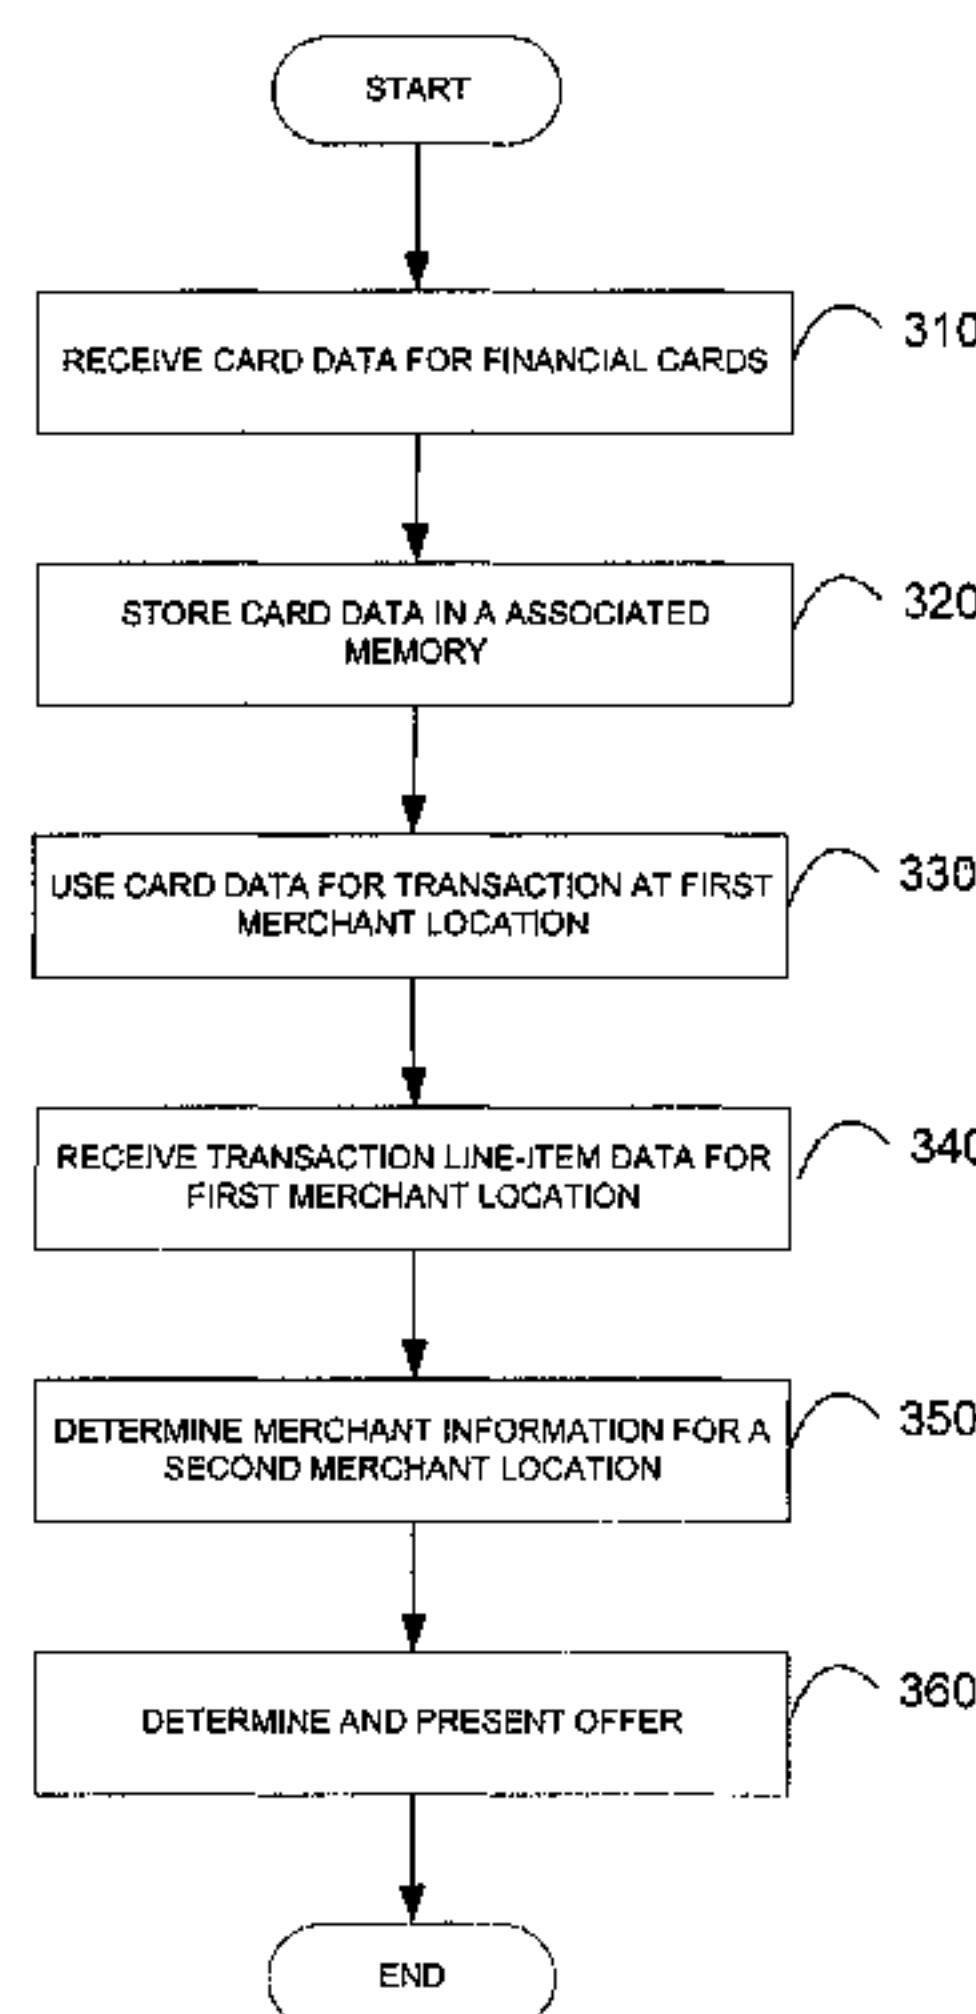 START
RECEIVE CARD DATA FOR FINANCIAL CARDS
310
STORE CARD DATA IN A ASSOCIATED
MEMORY
320
USE CARD DATA FOR TRANSACTION AT FIRST
MERCHANT LOCATION
330
RECEIVE TRANSACTION LINE-ITEM DATA FOR
FIRST MERCHANT LOCATION
340
DETERMINE MERCHANT INFORMATION FOR A
SECOND MERCHANT LOCATION
350
DETERMINE AND PRESENT OFFER
360
END